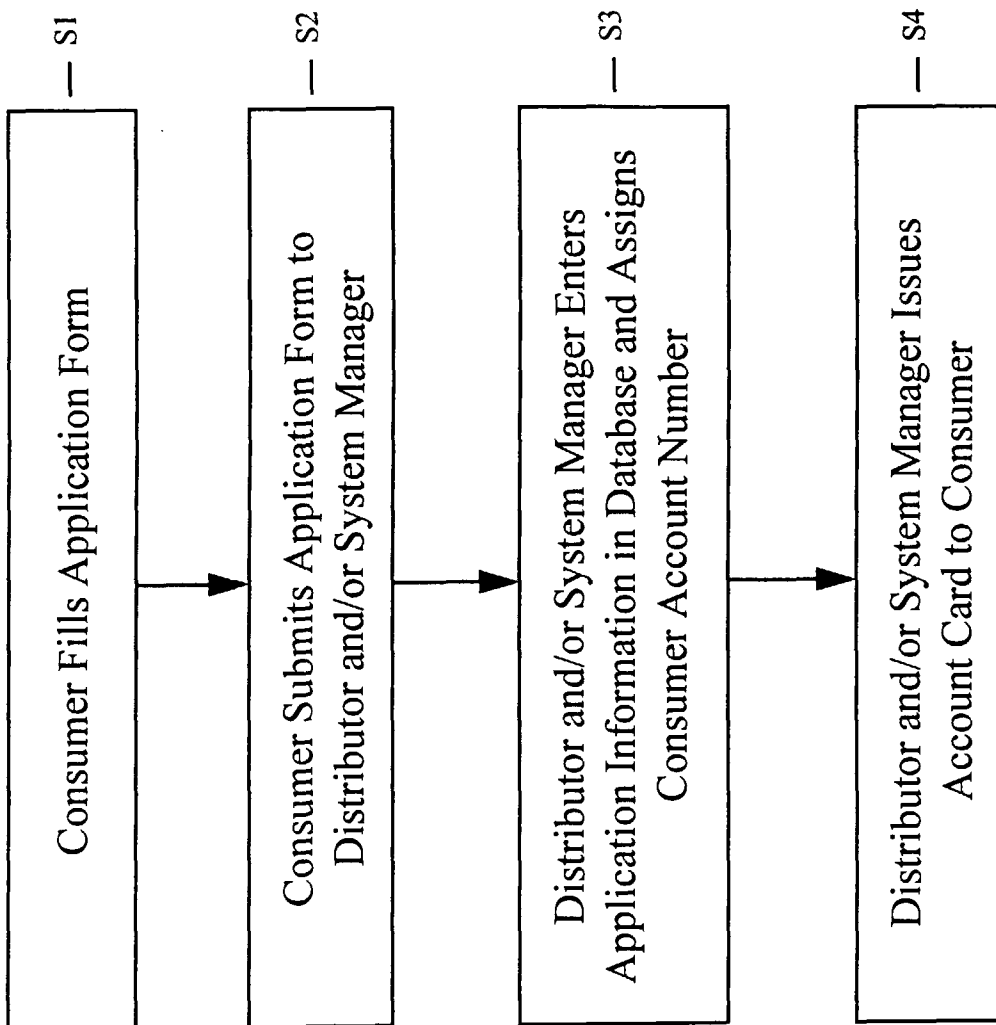 Consumer Fills Application Form
S1
Consumer Submits Application Form to
Distributor and/or System Manager
S2
Distributor and/or System Manager Enters
Application Information in Database and Assigns
Consumer Account Number
S3
Distributor and/or System Manager Issues
Account Card to Consumer
S4